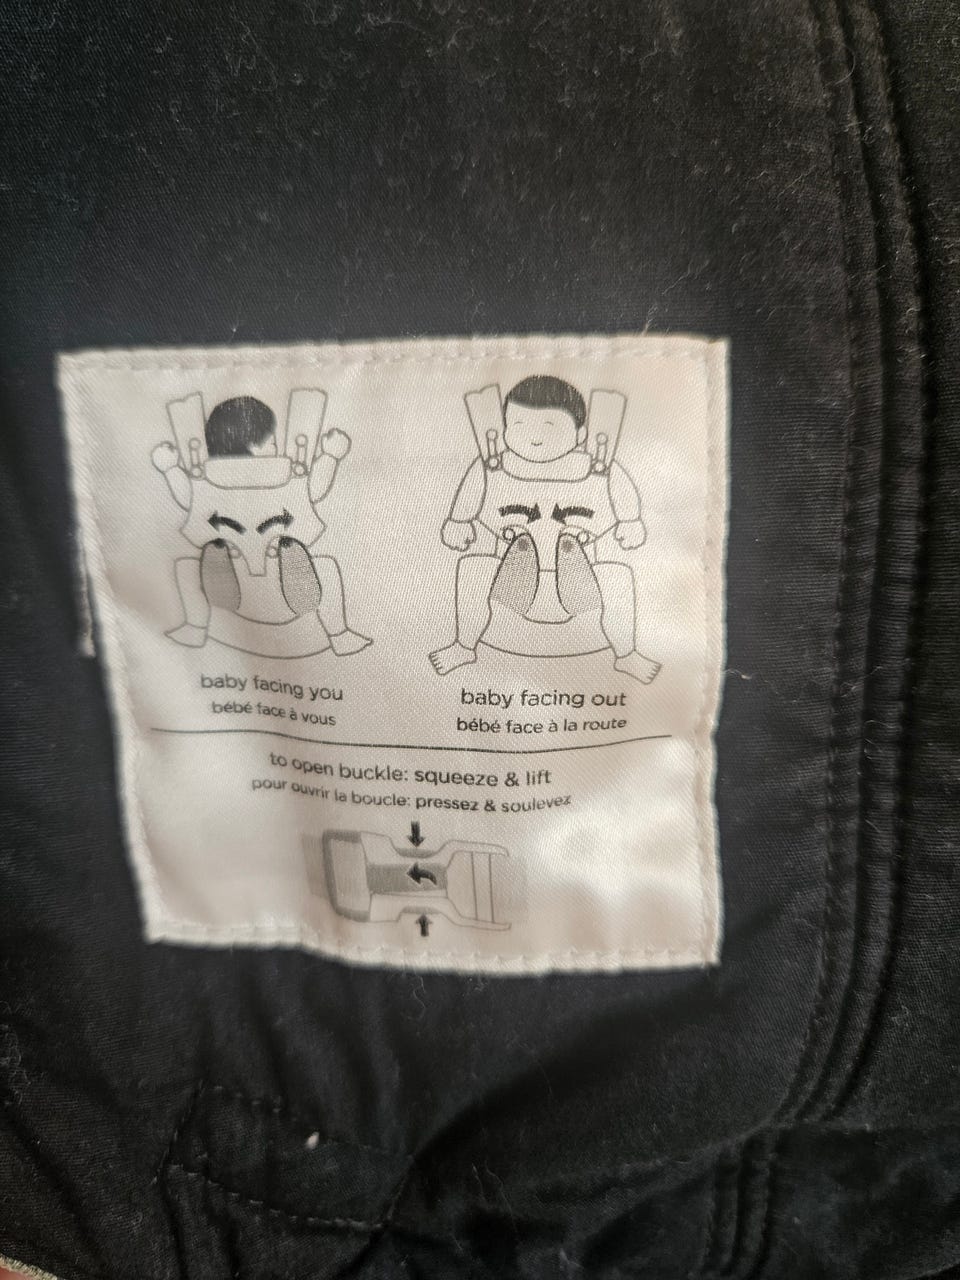 baby facing you
bébé face à vous
baby facing out
bébé face à la route
to open buckle: squeeze & lift
pour ouvrir la boucle: pressez & soulevez